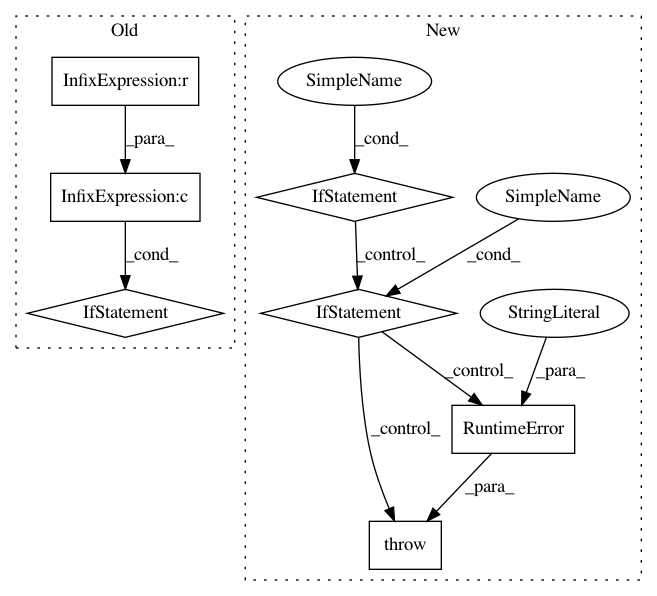 Old
New
InfixExpression:r
SimpleName
_para_
_cond_
InfixExpression:c
IfStatement
SimpleName
_cond_
_control_
_cond_
IfStatement
IfStatement
StringLiteral
_control_
_para_
_control_
RuntimeError
_para_
throw